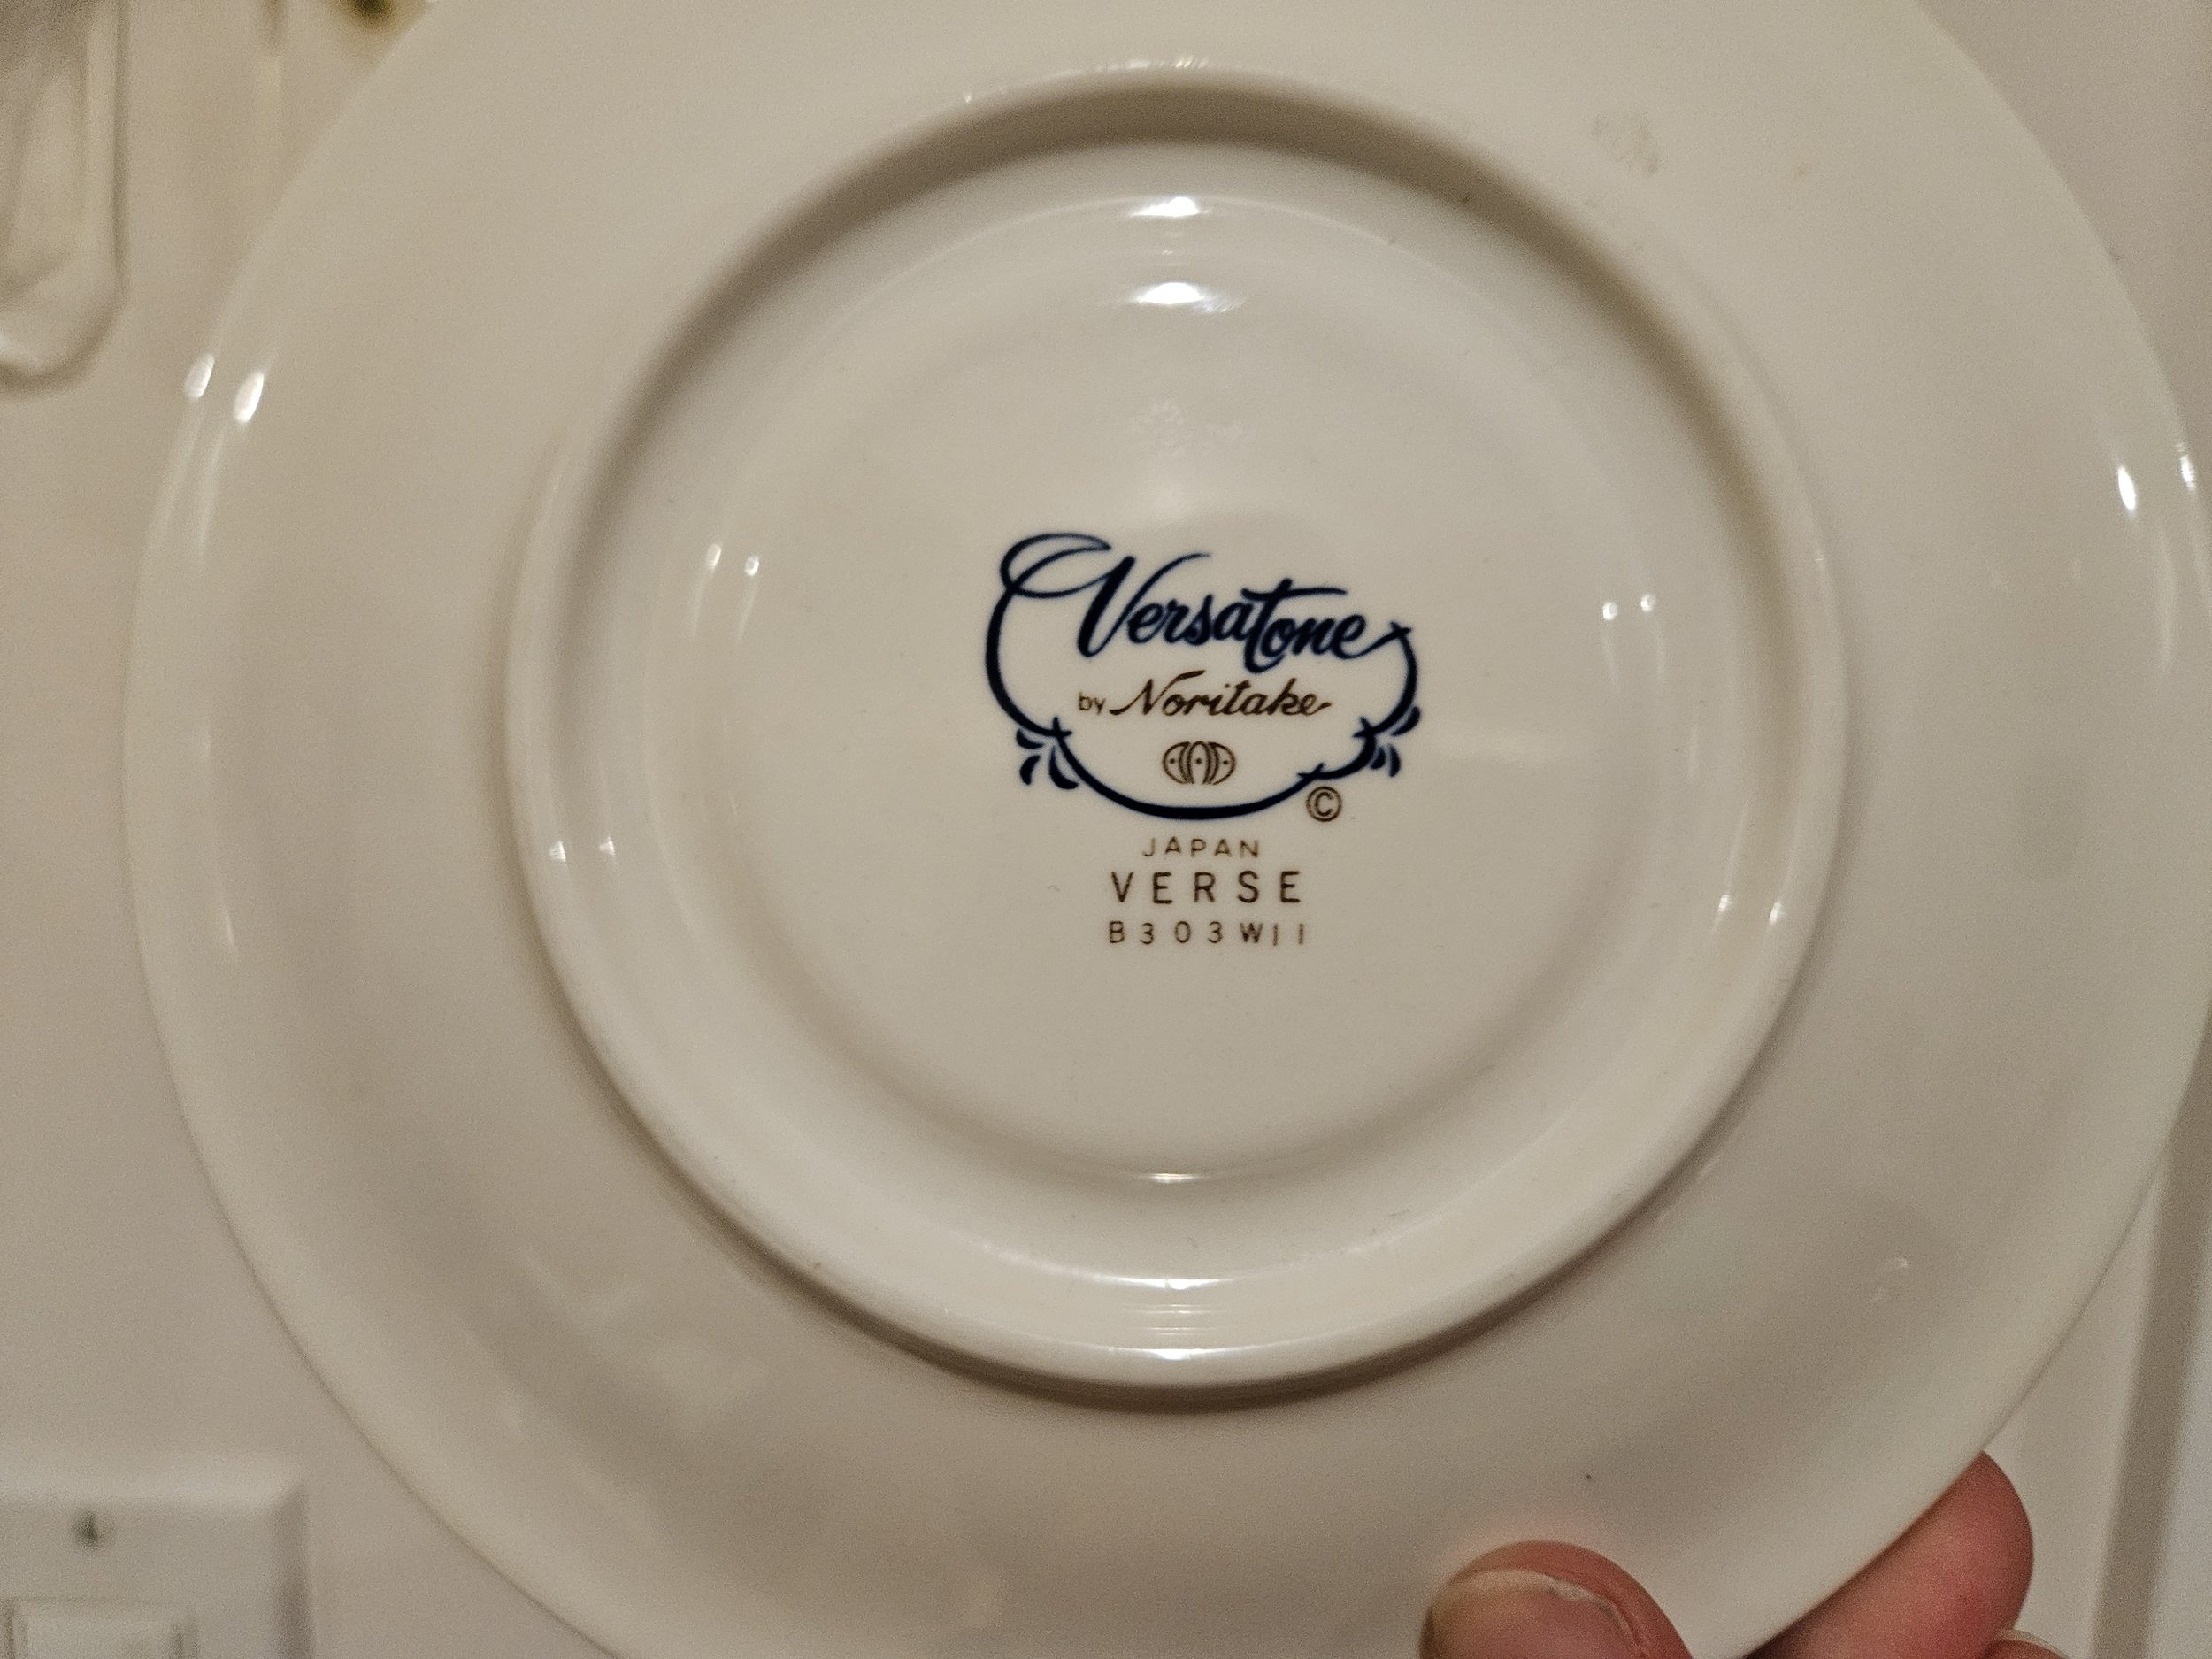 Versatone
by Noritake
©
JAPAN
VERSE
B303W11